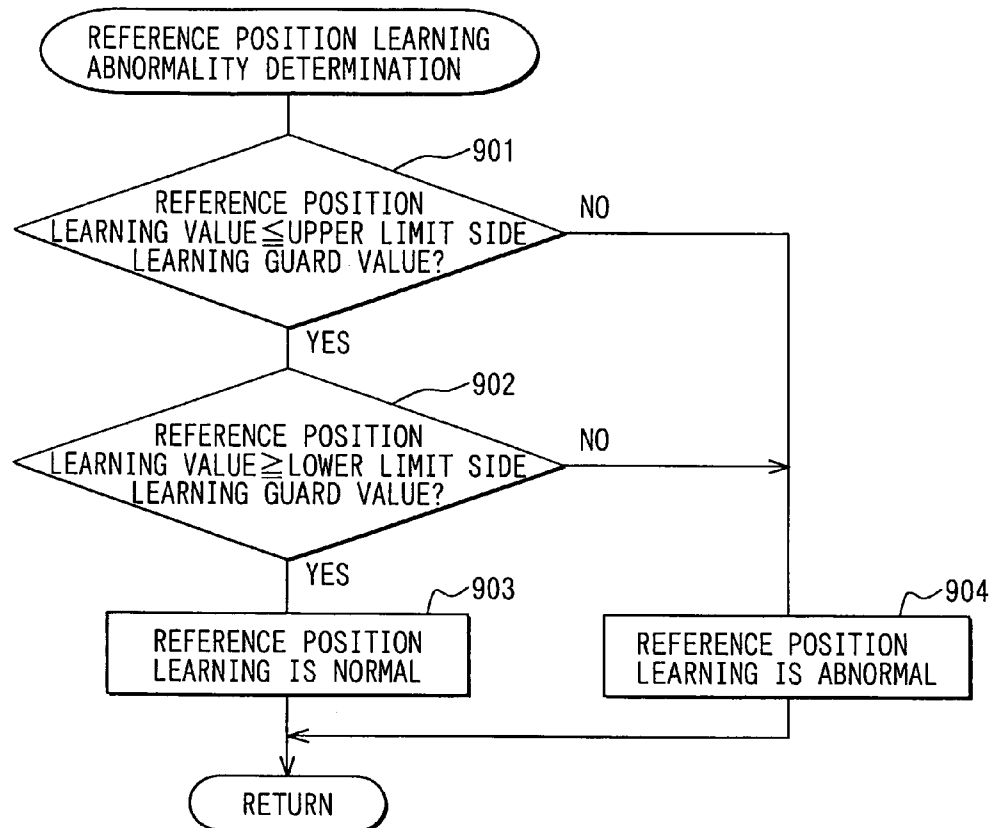 REFERENCE POSITION LEARNING
ABNORMALITY DETERMINATION
901
REFERENCE POSITION
LEARNING VALUE≦UPPER LIMIT SIDE
LEARNING GUARD VALUE?
NO
YES
902
REFERENCE POSITION
LEARNING VALUE≧LOWER LIMIT SIDE
LEARNING GUARD VALUE?
NO
YES
903
REFERENCE POSITION
LEARNING IS NORMAL
904
REFERENCE POSITION
LEARNING IS ABNORMAL
RETURN